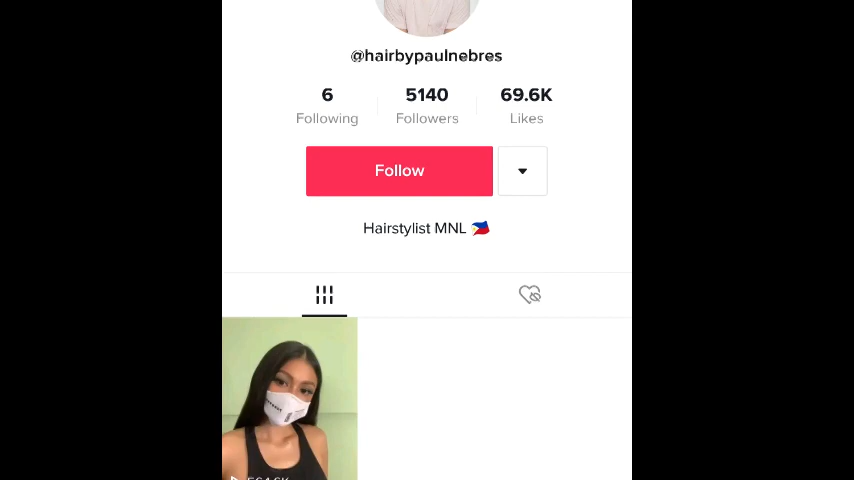 @hairbypaulnebres
6 5140 69.6K
Following Followers Likes
Follow
Hairstylist MNL 🇵🇭